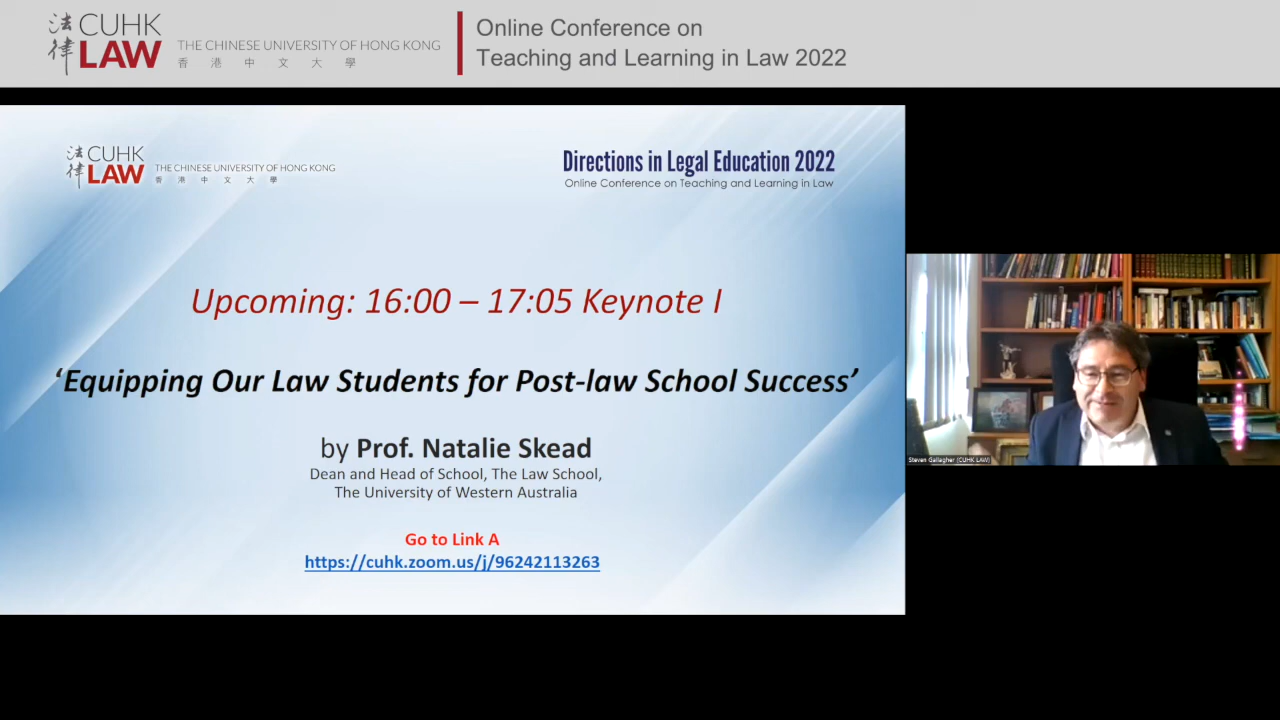 法律
CUHK
LAW
THE CHINESE UNIVERSITY OF HONG KONG
香港中文大學
Online Conference on
Teaching and Learning in Law 2022
法律
CUHK
LAW
THE CHINESE UNIVERSITY OF HONG KONG
香港中文大學
Directions in Legal Education 2022
Online Conference on Teaching and Learning in Law
Upcoming: 16:00 – 17:05 Keynote I
‘Equipping Our Law Students for Post-law School Success’
by Prof. Natalie Skead
Dean and Head of School, The Law School,
The University of Western Australia
Go to Link A
https://cuhk.zoom.us/j/96242113263
Steven Gallagher (CUHK LAW)